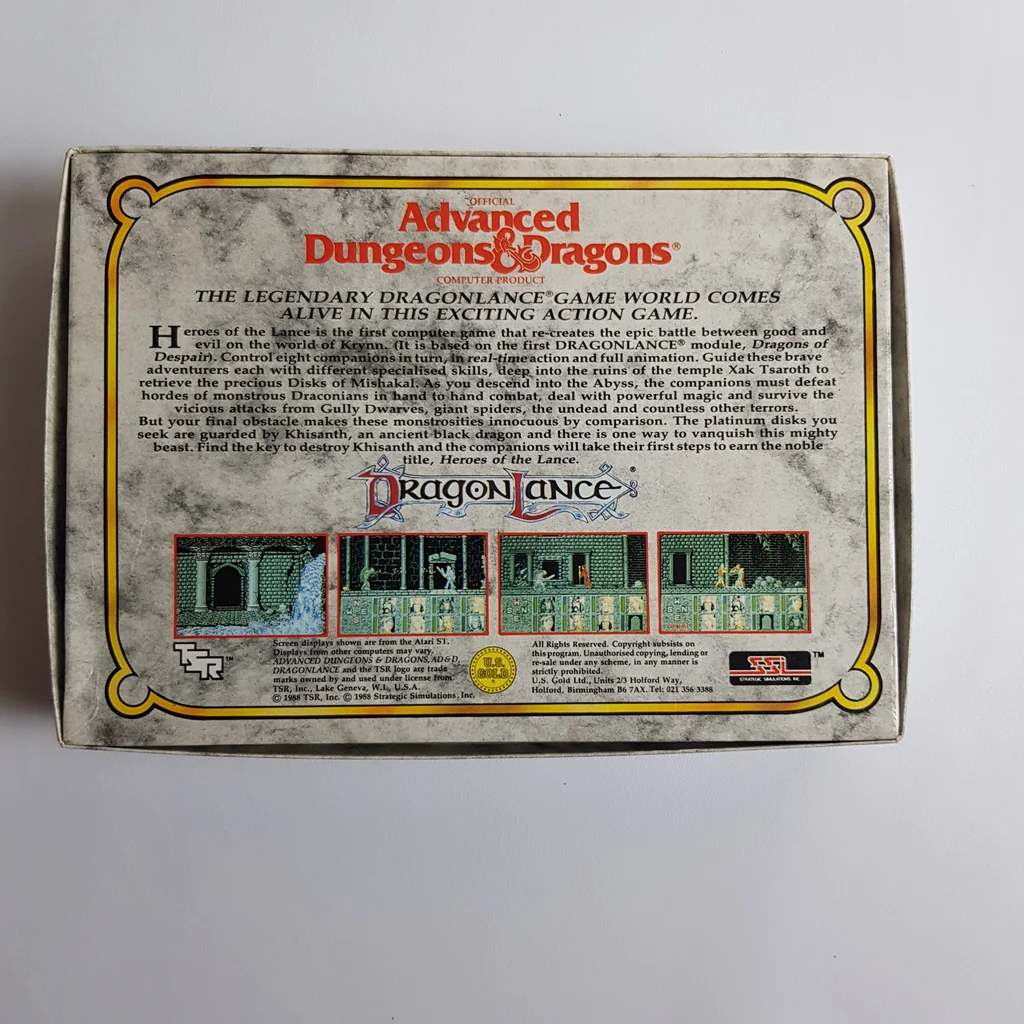 OFFICIAL
Advanced
Dungeons & Dragons®
COMPUTER PRODUCT
THE LEGENDARY DRAGONLANCE® GAME WORLD COMES
ALIVE IN THIS EXCITING ACTION GAME.
Heroes of the Lance is the first computer game that re-creates the epic battle between good and
evil on the world of Krynn. (It is based on the first DRAGONLANCE® module, Dragons of
Despair). Control eight companions in turn, in real-time action and full animation. Guide these brave
adventurers each with different specialised skills, deep into the ruins of the temple Xak Tsaroth to
retrieve the precious Disks of Mishakal. As you descend into the Abyss, the companions must defeat
hordes of monstrous Draconians in hand to hand combat, deal with powerful magic and survive the
vicious attacks from Gully Dwarves, giant spiders, the undead and countless other terrors.
But your final obstacle makes these monstrosities innocuous by comparison. The platinum disks you
seek are guarded by Khisanth, an ancient black dragon and there is one way to vanquish this mighty
beast. Find the key to destroy Khisanth and the companions will take their first steps to earn the noble
title, Heroes of the Lance.
DRAGONLANCE®
TSR™
Screen displays shown are from the Atari ST.
Displays from other computers may vary.
ADVANCED DUNGEONS & DRAGONS, AD&D,
DRAGONLANCE and the TSR logo are trade
marks owned by and used under license from
TSR, Inc., Lake Geneva, W.I., U.S.A.
© 1988 TSR, Inc. © 1988 Strategic Simulations, Inc.
U.S.
GOLD
®
All Rights Reserved. Copyright subsists on
this program. Unauthorised copying, lending or
re-sale under any scheme, in any manner is
strictly prohibited.
U.S. Gold Ltd., Units 2/3 Holford Way,
Holford, Birmingham B6 7AX. Tel: 021 356 3388
SSI™
STRATEGIC SIMULATIONS, INC